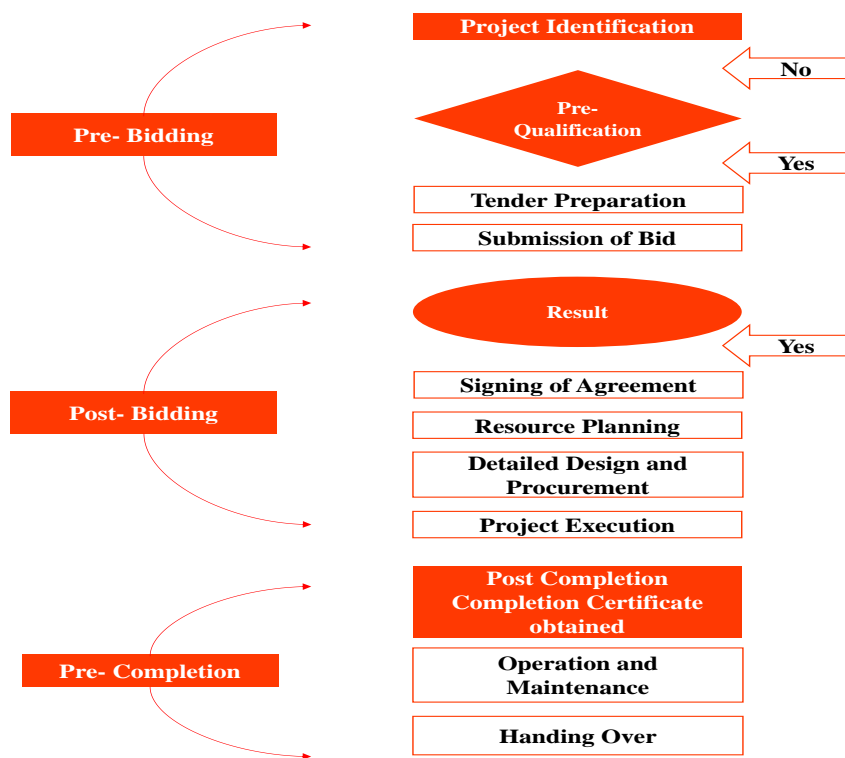 Project Identification
No
Pre-
Qualification
Pre- Bidding
Yes
Tender Preparation
Submission of Bid
Result
Yes
Signing of Agreement
Post- Bidding
Resource Planning
Detailed Design and
Procurement
Project Execution
Post Completion
Completion Certificate
obtained
Pre- Completion
Operation and
Maintenance
Handing Over